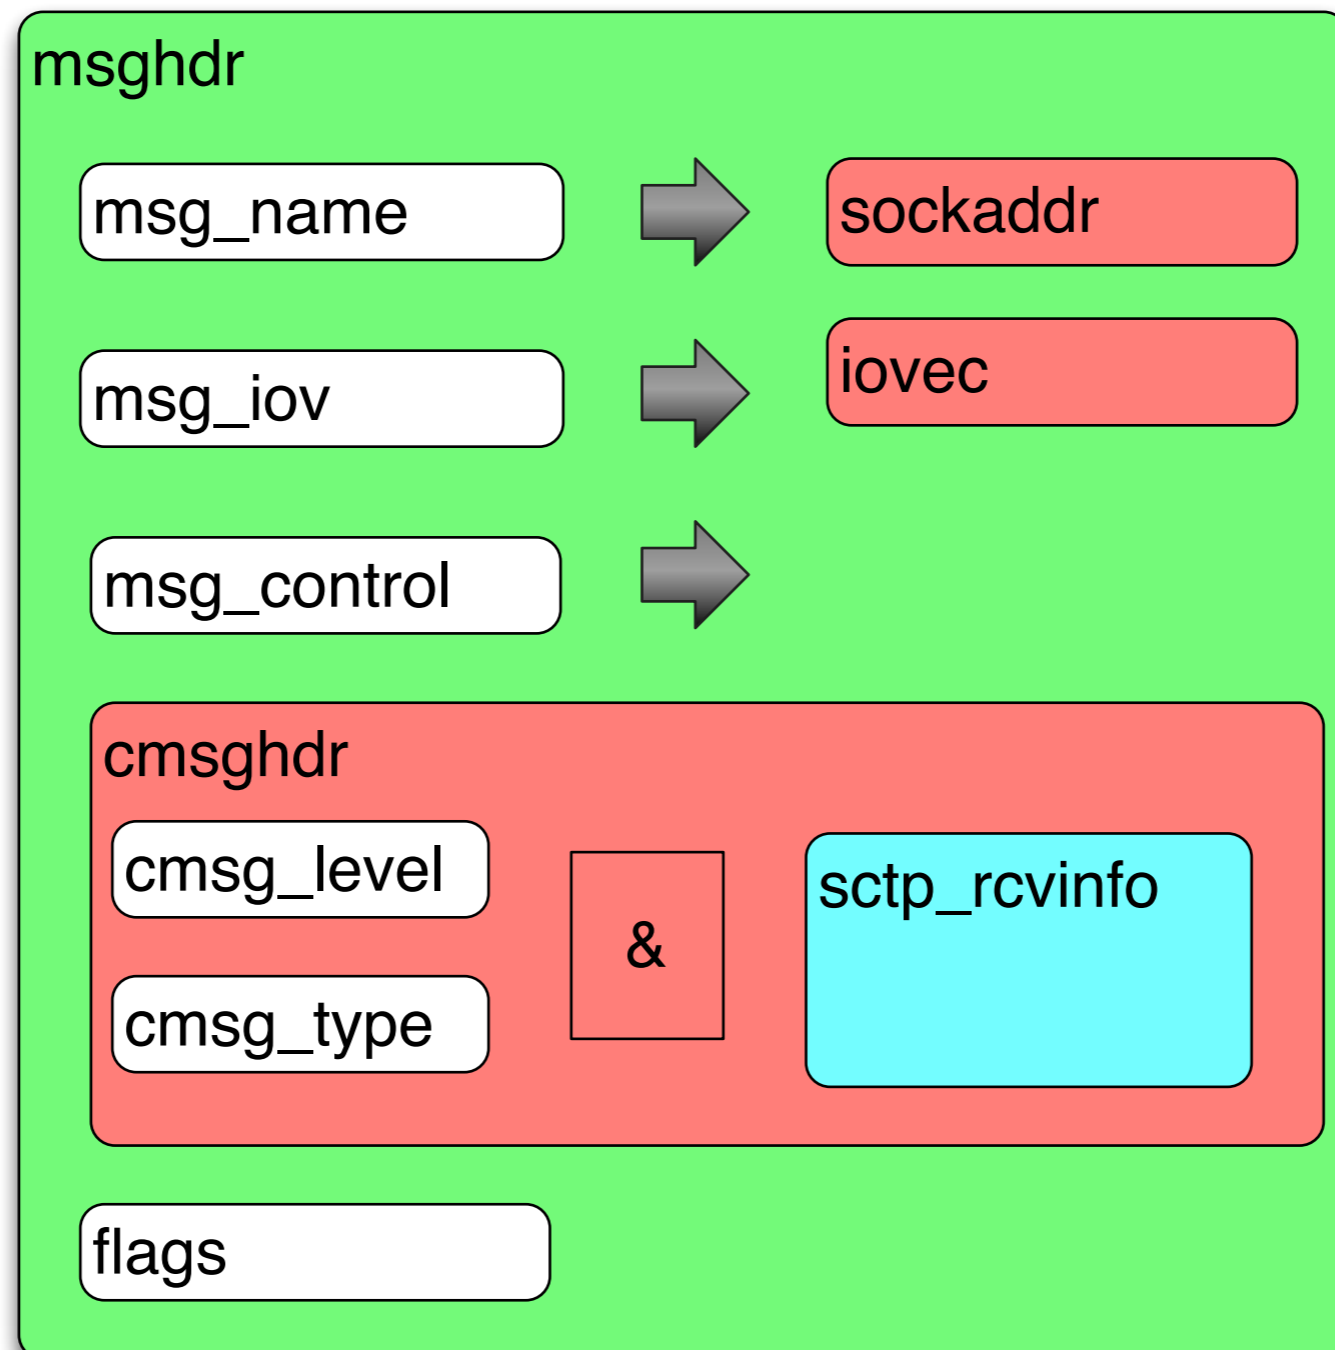 msghdr
msg_name
sockaddr
msg_iov
iovec
msg_control
cmsghdr
cmsg_level
&
sctp_rcvinfo
cmsg_type
flags